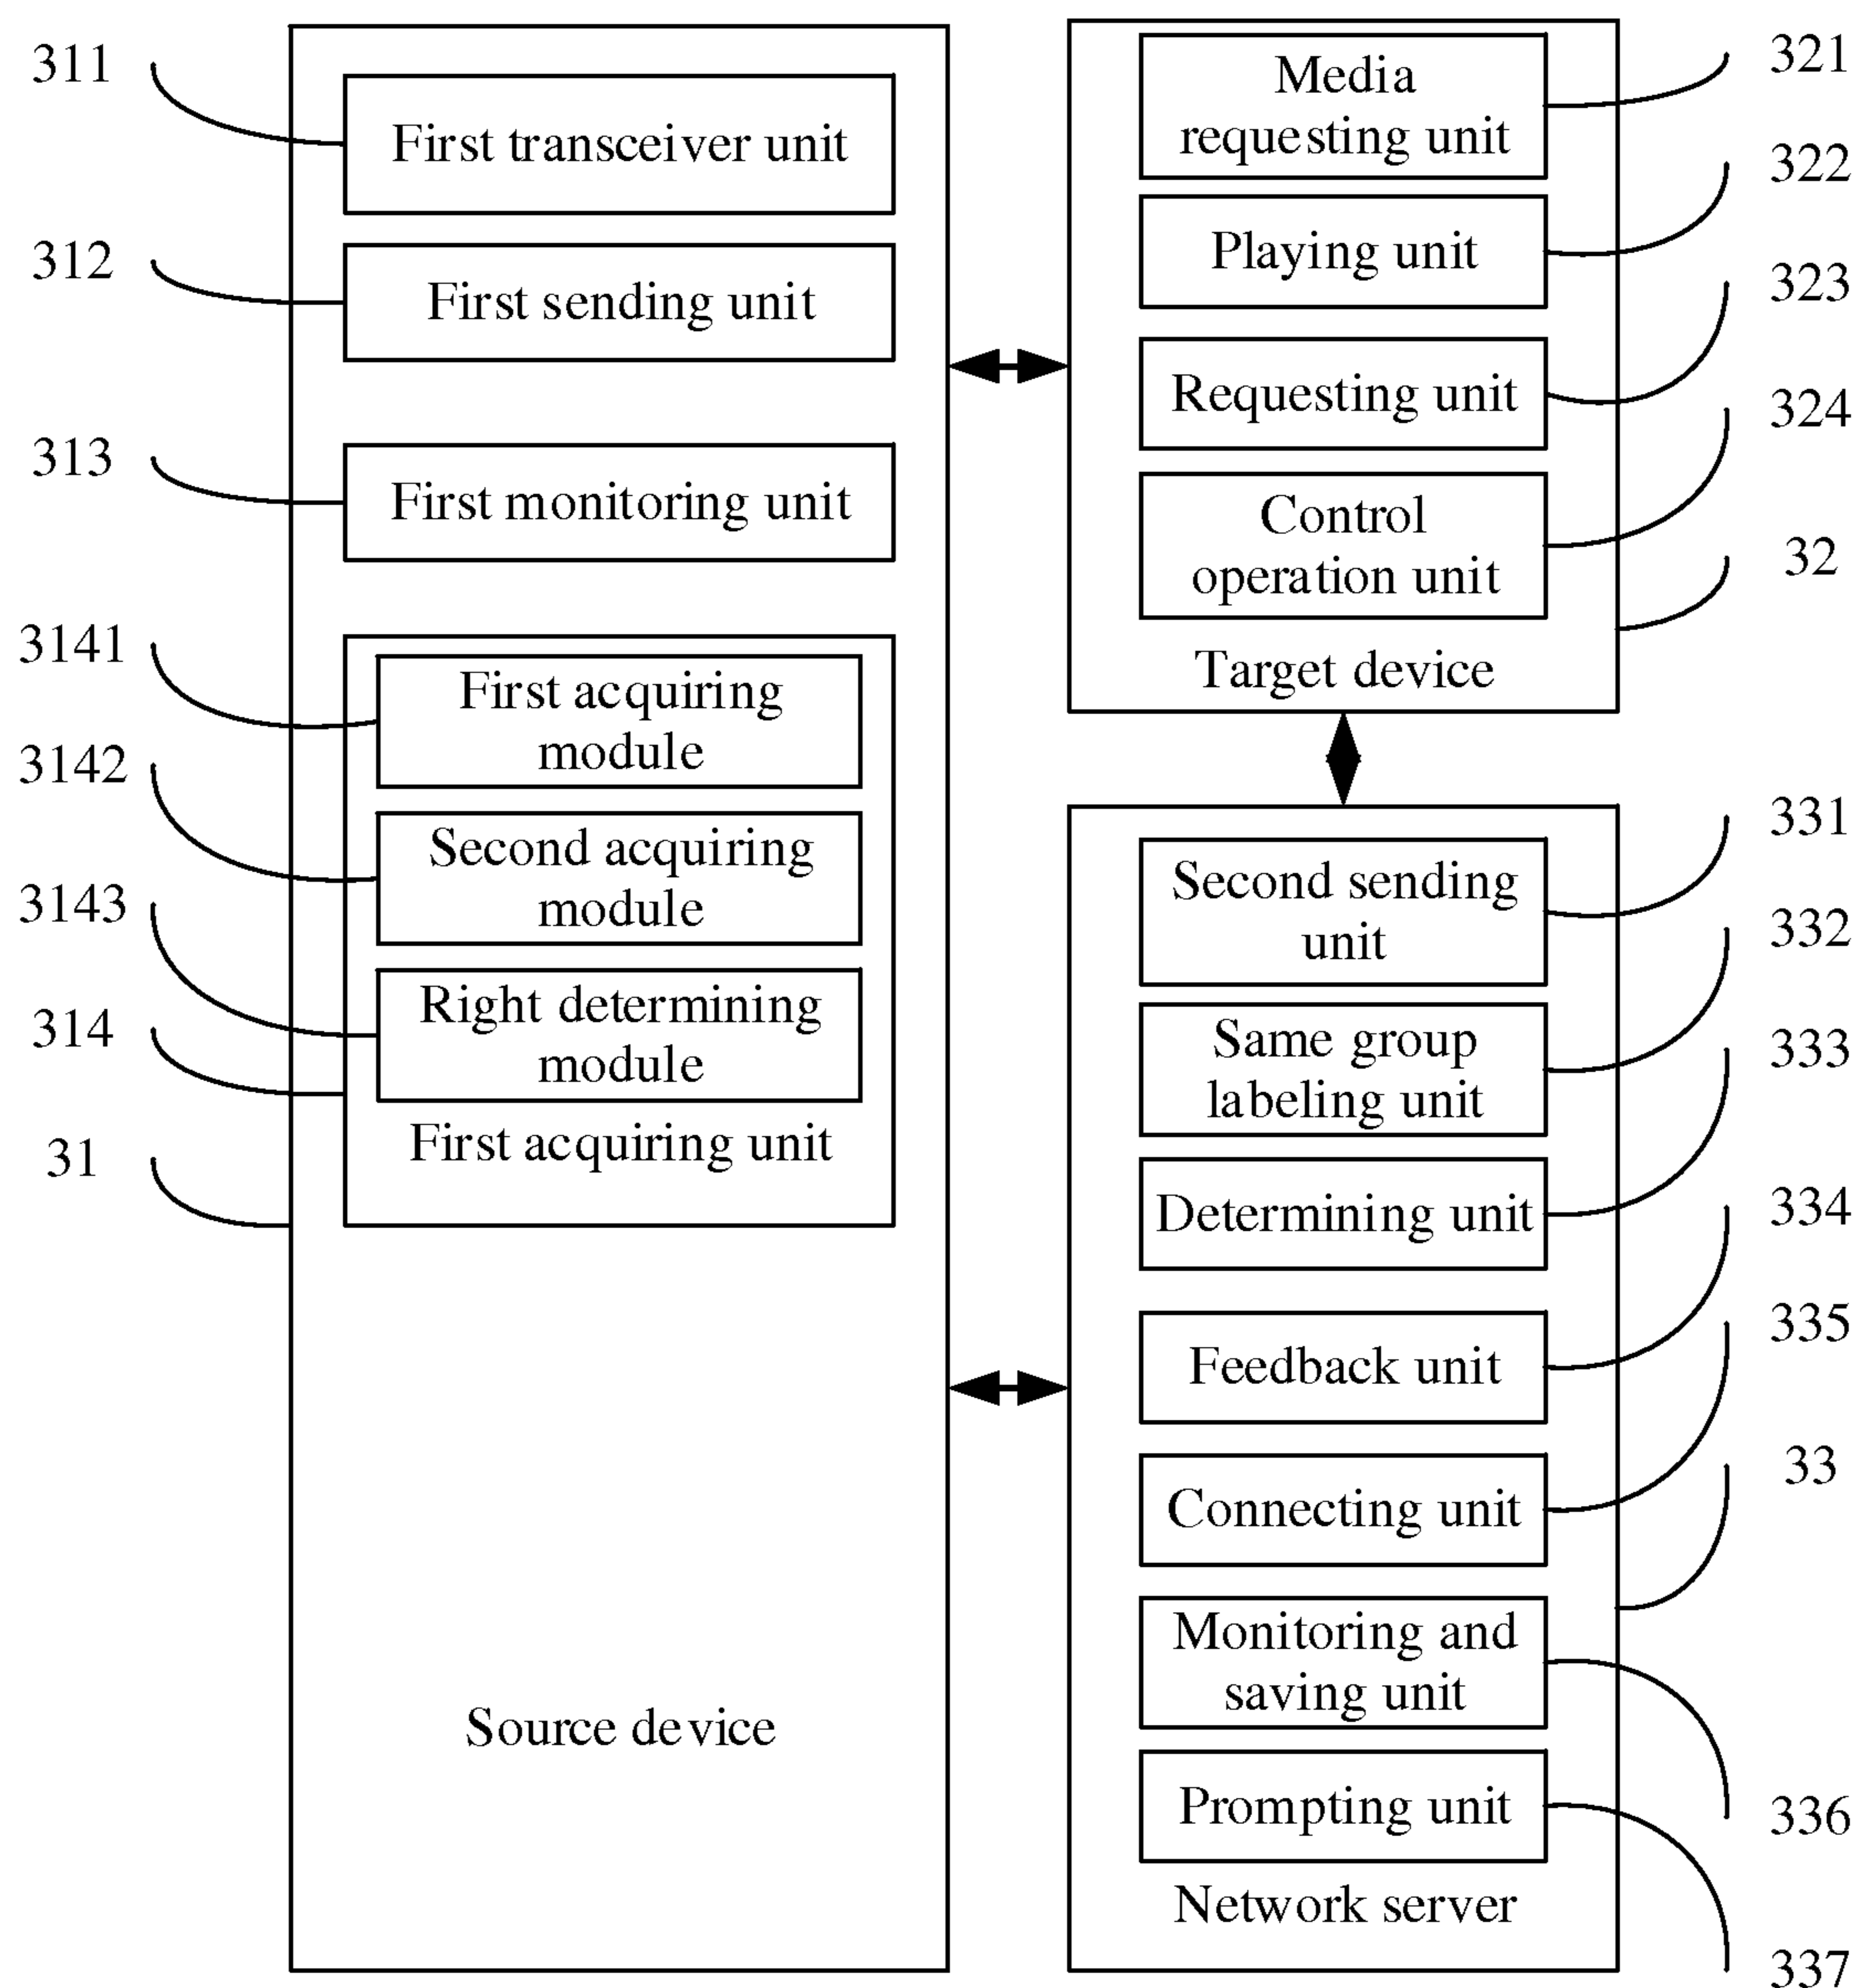 311
First transceiver unit
312
First sending unit
313
First monitoring unit
3141
First acquiring
module
3142
Second acquiring
module
3143
Right determining
module
314
First acquiring unit
31
Source device
Media
requesting unit
321
Playing unit
322
Requesting unit
323
Control
operation unit
324
Target device
32
Second sending
unit
331
Same group
labeling unit
332
Determining unit
333
Feedback unit
334
Connecting unit
335
33
Monitoring and
saving unit
336
Prompting unit
337
Network server